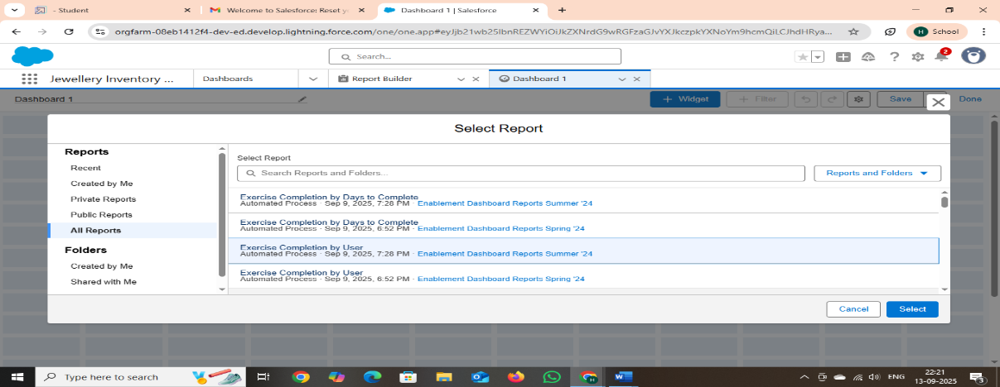 - Student
Welcome to Salesforce: Reset y
Dashboard 1 | Salesforce
orgfarm-08eb1412f4-dev-ed.develop.lightning.force.com/one/one.app#eyJjb21wb25lbnREZWYiOiJkZXNrdG9wRGFzaGJvYXJkczpkYXNoYm9hcmQiLCJhdHRya...
H School
Search...
2
Jewellery Inventory ...
Dashboards
Report Builder
Dashboard 1
Dashboard 1
+ Widget
+ Filter
Save
Done
Select Report
Reports
Recent
Created by Me
Private Reports
Public Reports
All Reports
Folders
Created by Me
Shared with Me
Select Report
Search Reports and Folders...
Reports and Folders
Exercise Completion by Days to Complete
Automated Process · Sep 9, 2025, 7:28 PM · Enablement Dashboard Reports Summer '24
Exercise Completion by Days to Complete
Automated Process · Sep 9, 2025, 6:52 PM · Enablement Dashboard Reports Spring '24
Exercise Completion by User
Automated Process · Sep 9, 2025, 7:28 PM · Enablement Dashboard Reports Summer '24
Exercise Completion by User
Automated Process · Sep 9, 2025, 6:52 PM · Enablement Dashboard Reports Spring '24
Cancel
Select
Type here to search
ENG
22:21
13-09-2025
3